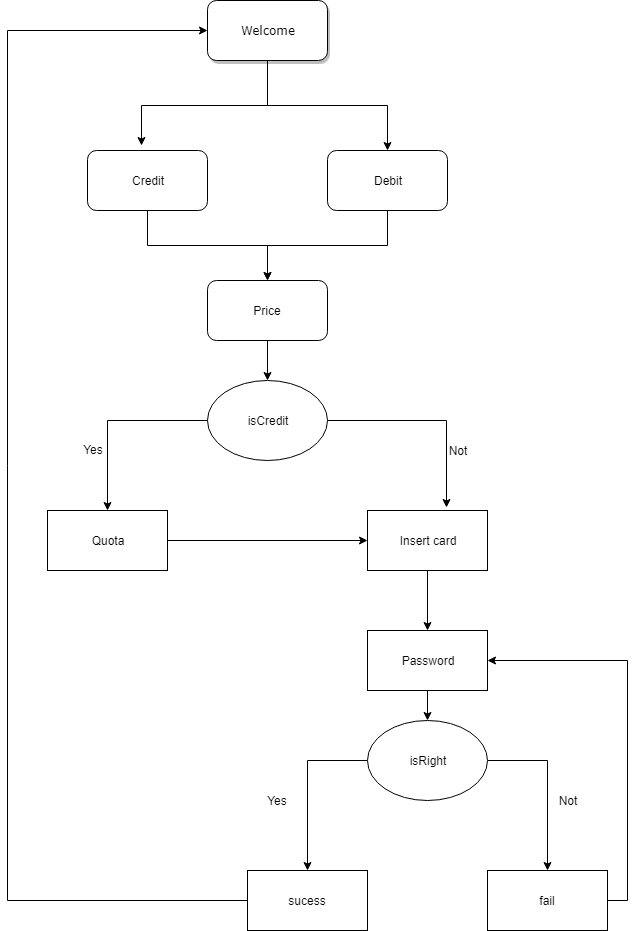 Welcome
Credit
Debit
Price
isCredit
Yes
Not
Quota
Insert card
Password
isRight
Yes
Not
sucess
fail